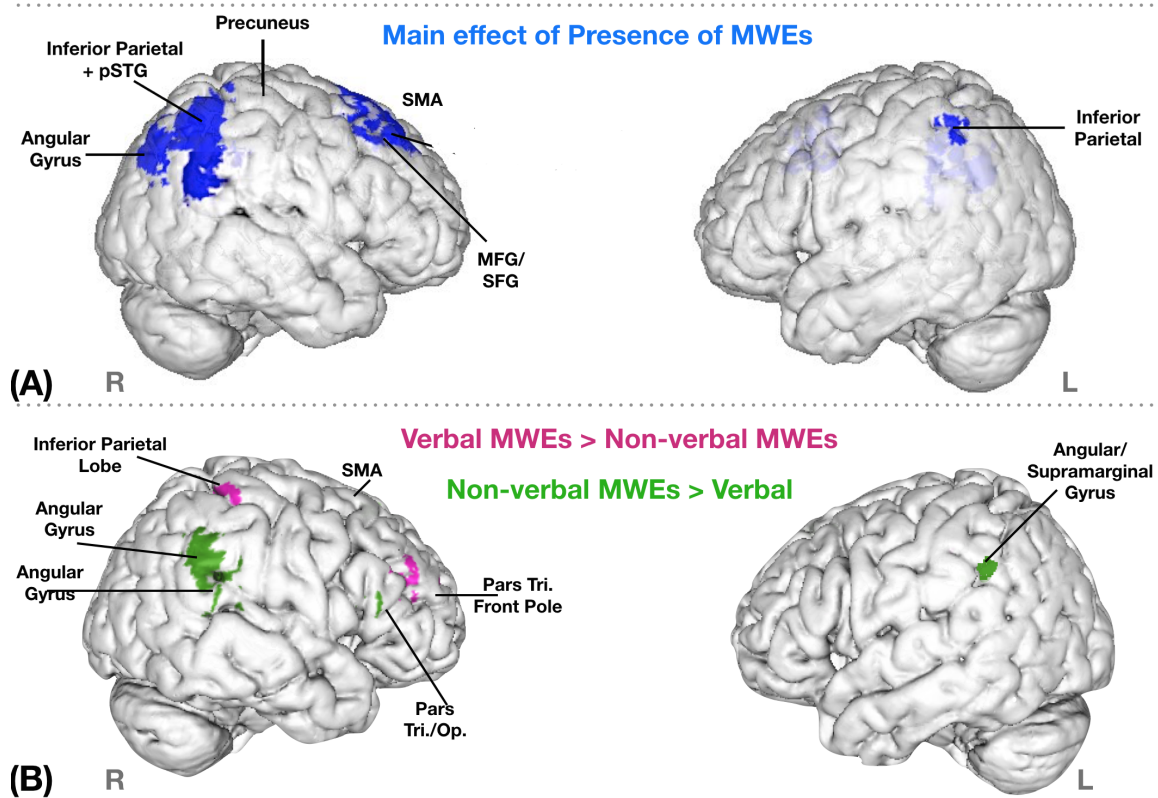 Precuneus
Main effect of Presence of MWEs
Inferior Parietal
+ pSTG
SMA
Angular
Gyrus
Inferior
Parietal
MFG/
SFG
(A)
R
L
Verbal MWEs > Non-verbal MWEs
Inferior Parietal
Lobe
SMA
Angular/
Supramarginal
Gyrus
Non-verbal MWEs > Verbal
Angular
Gyrus
Angular
Gyrus
Pars Tri.
Front Pole
Pars
Tri./Op.
(B)
R
L